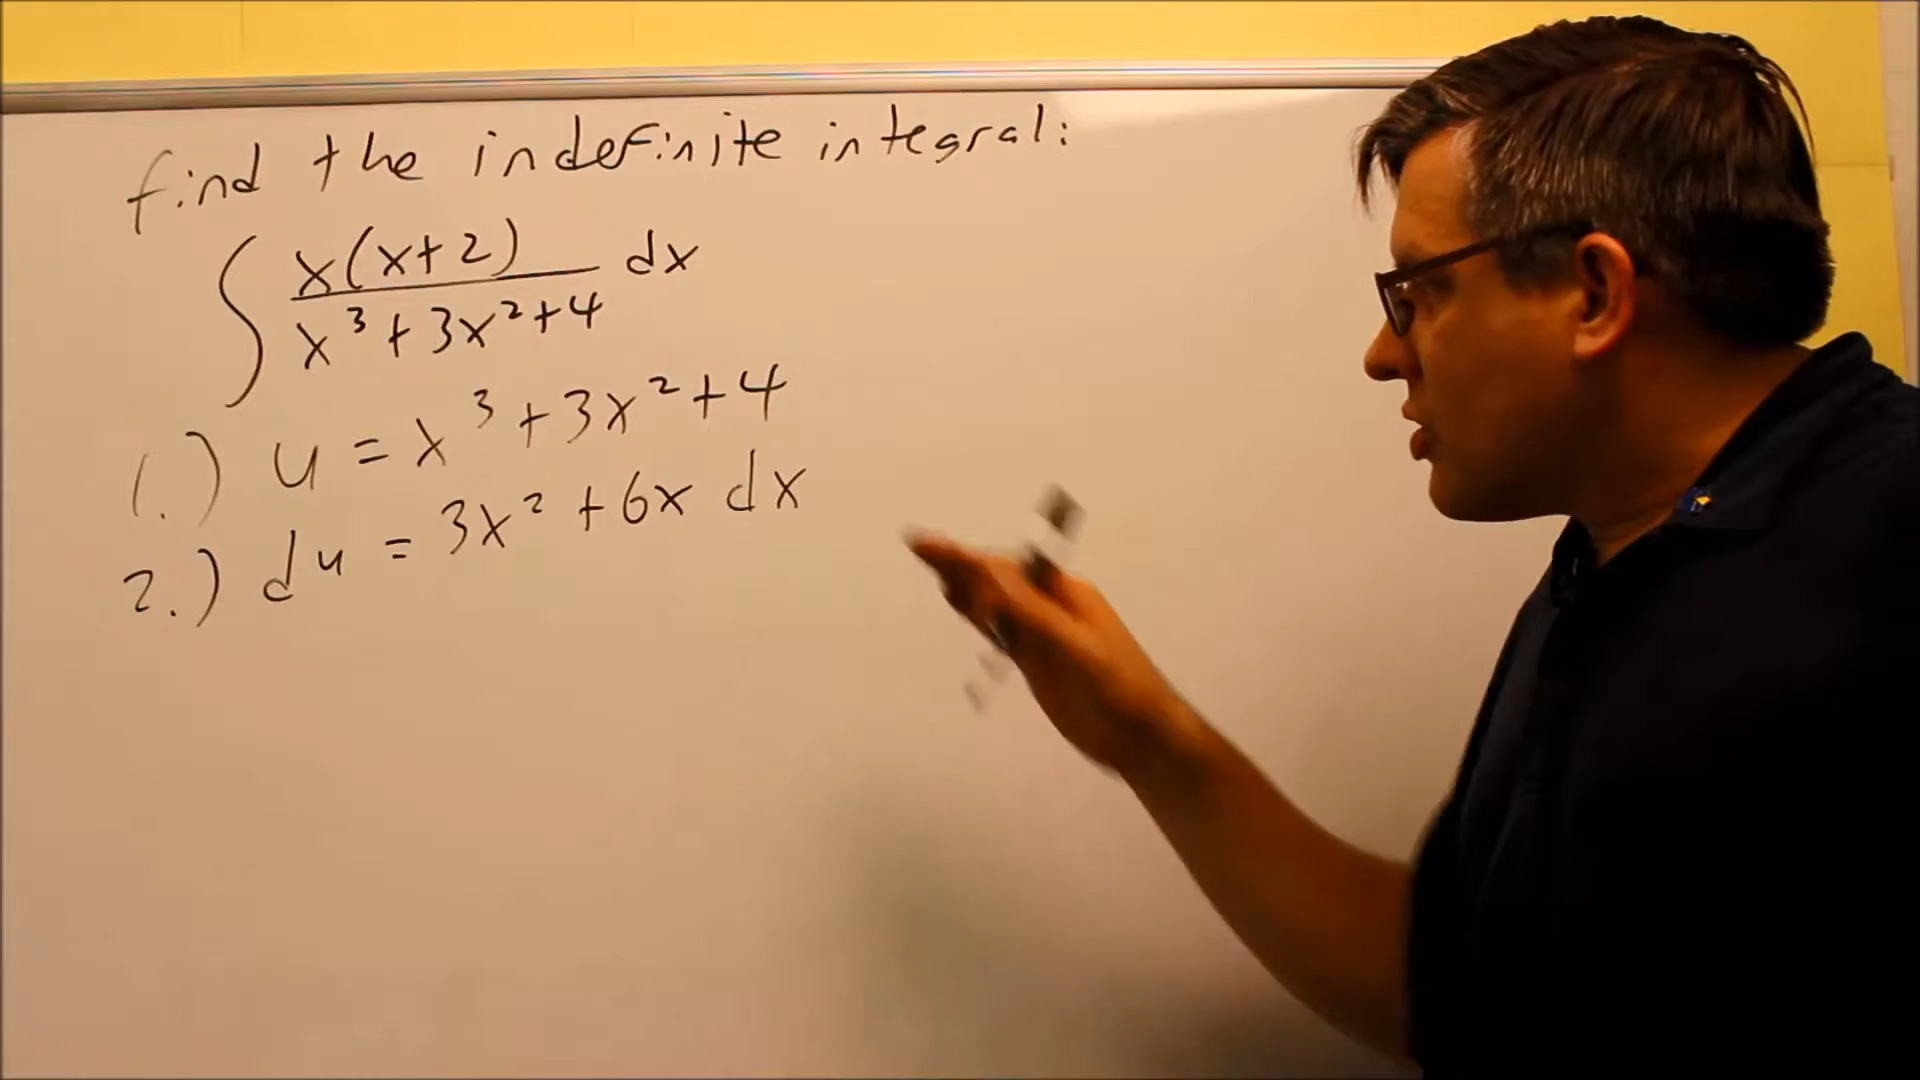 find the indefinite integral:
∫ x(x+2) / x³+3x²+4 dx
1.) u = x³+3x²+4
2.) du = 3x²+6x dx